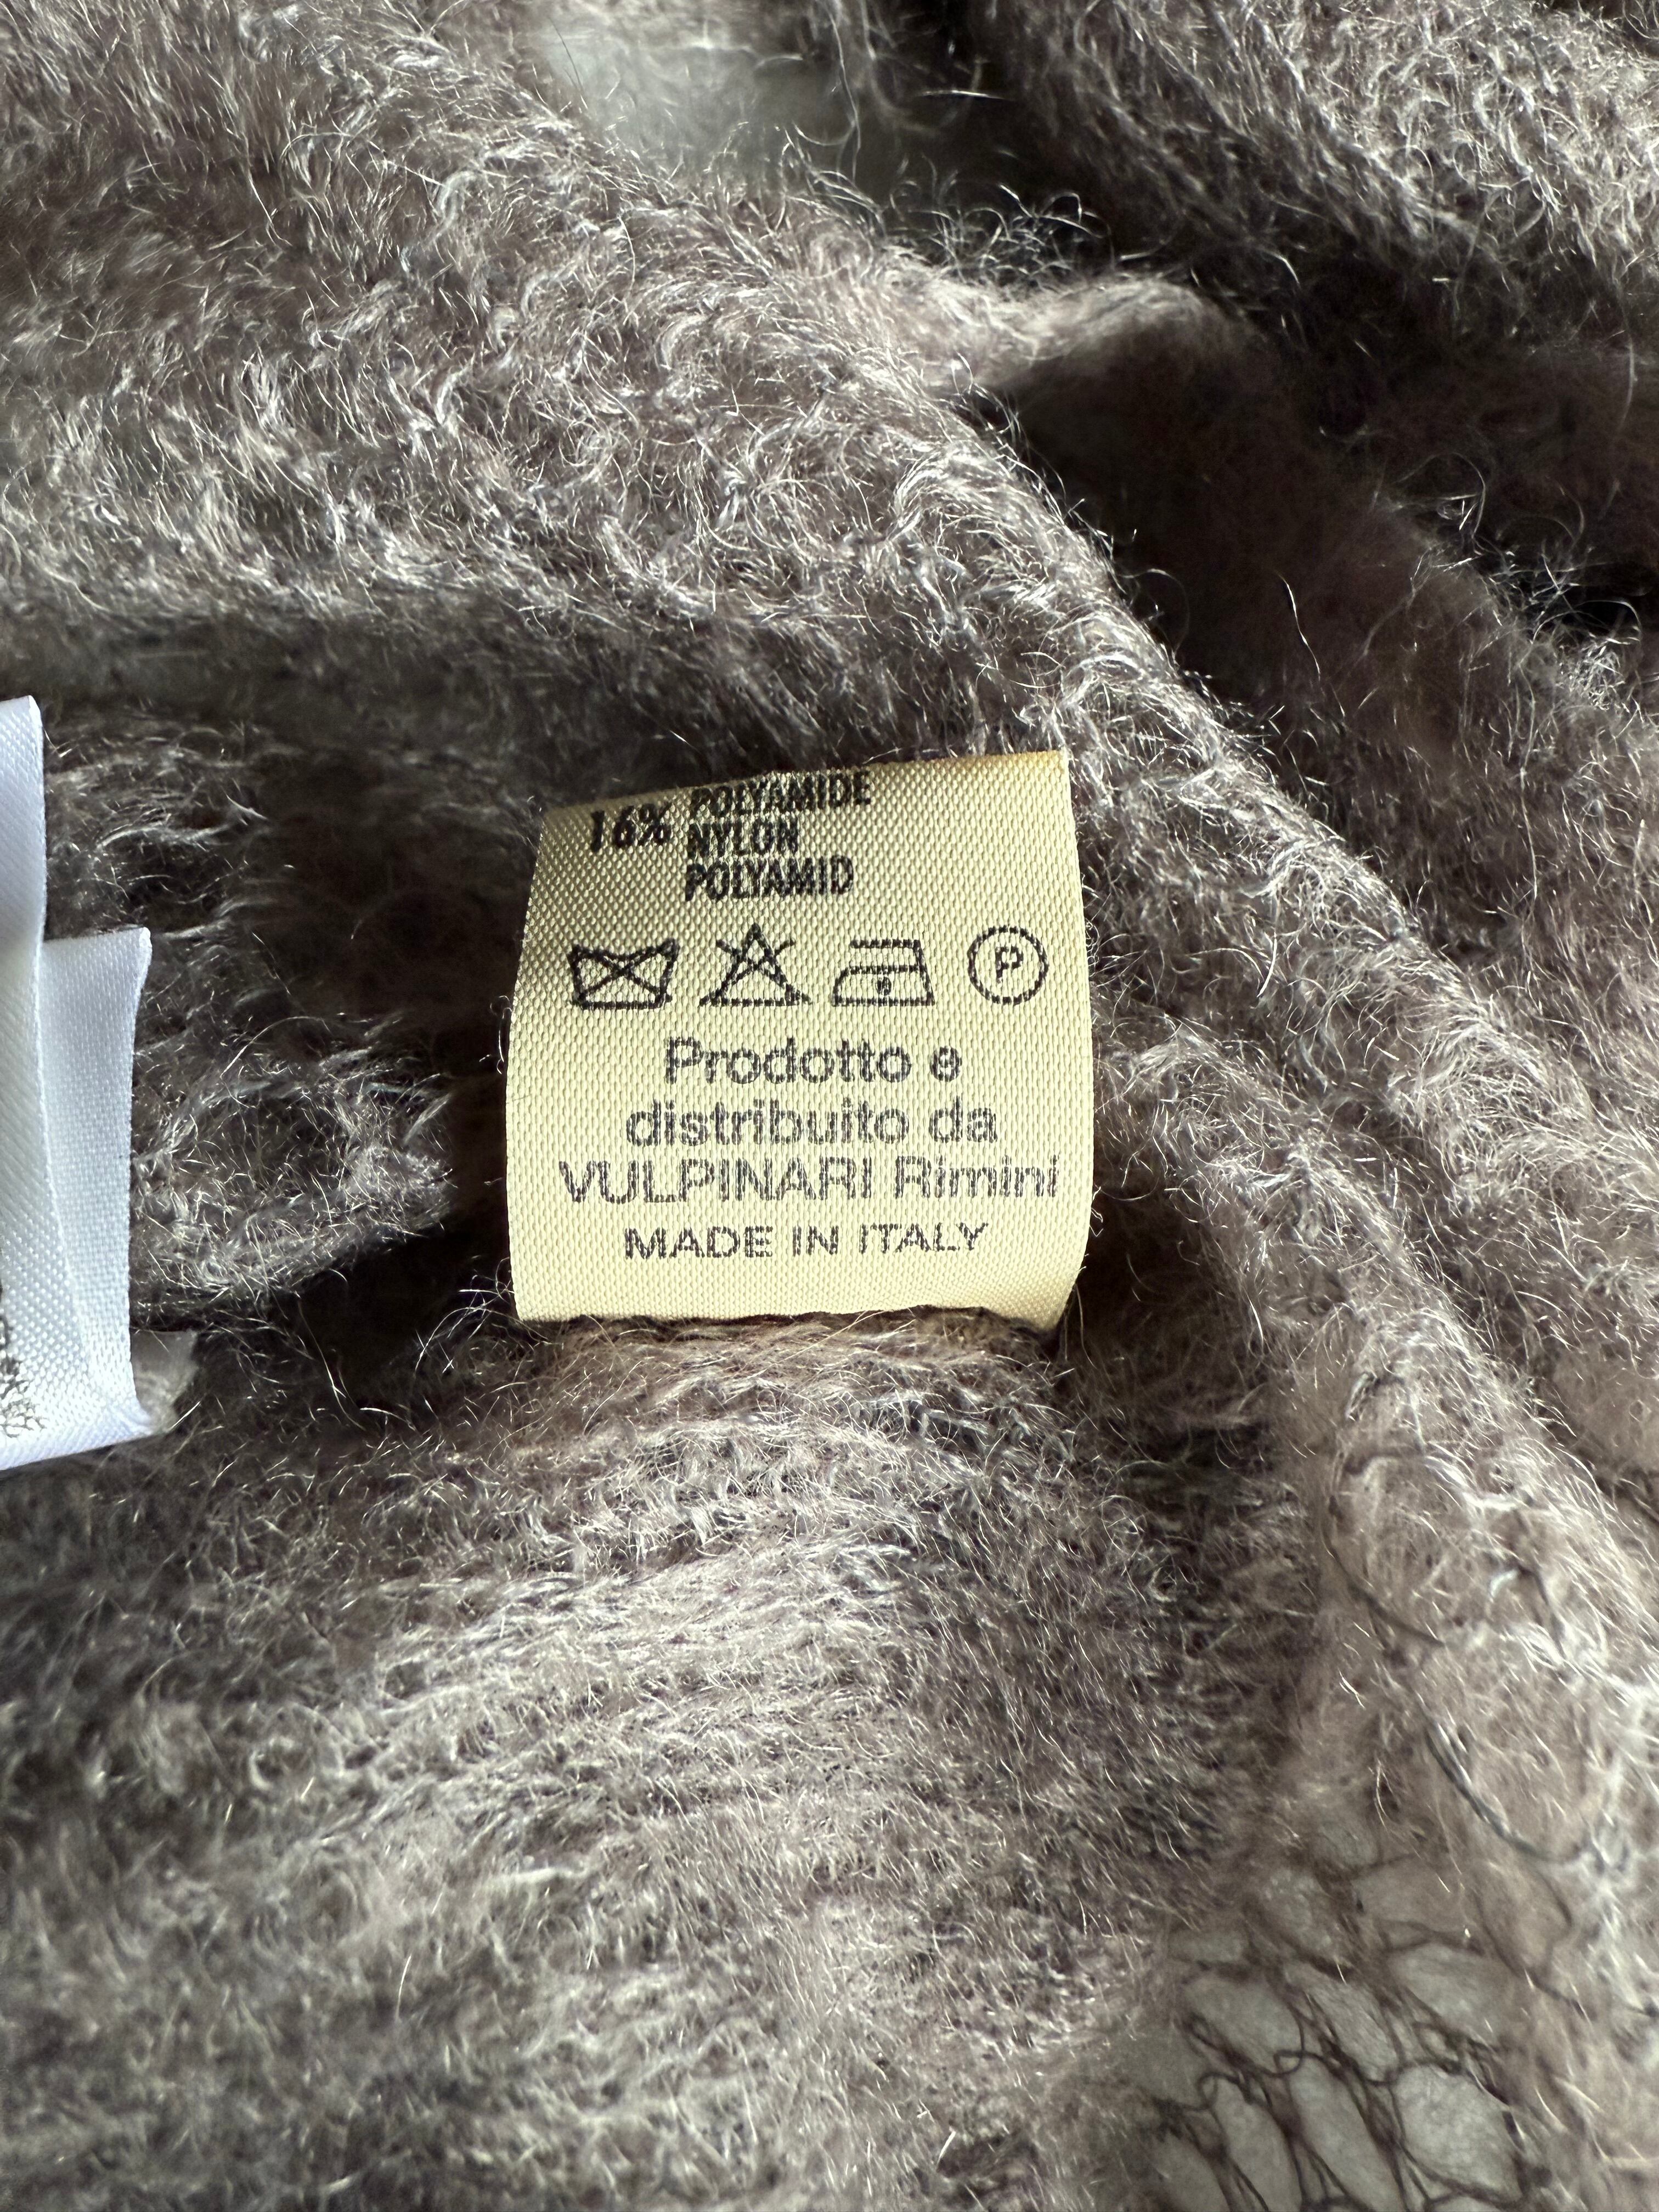 16% POLYAMIDE
NYLON
POLYAMID
P
Prodotto e
distribuito da
VULPINARI Rimini
MADE IN ITALY